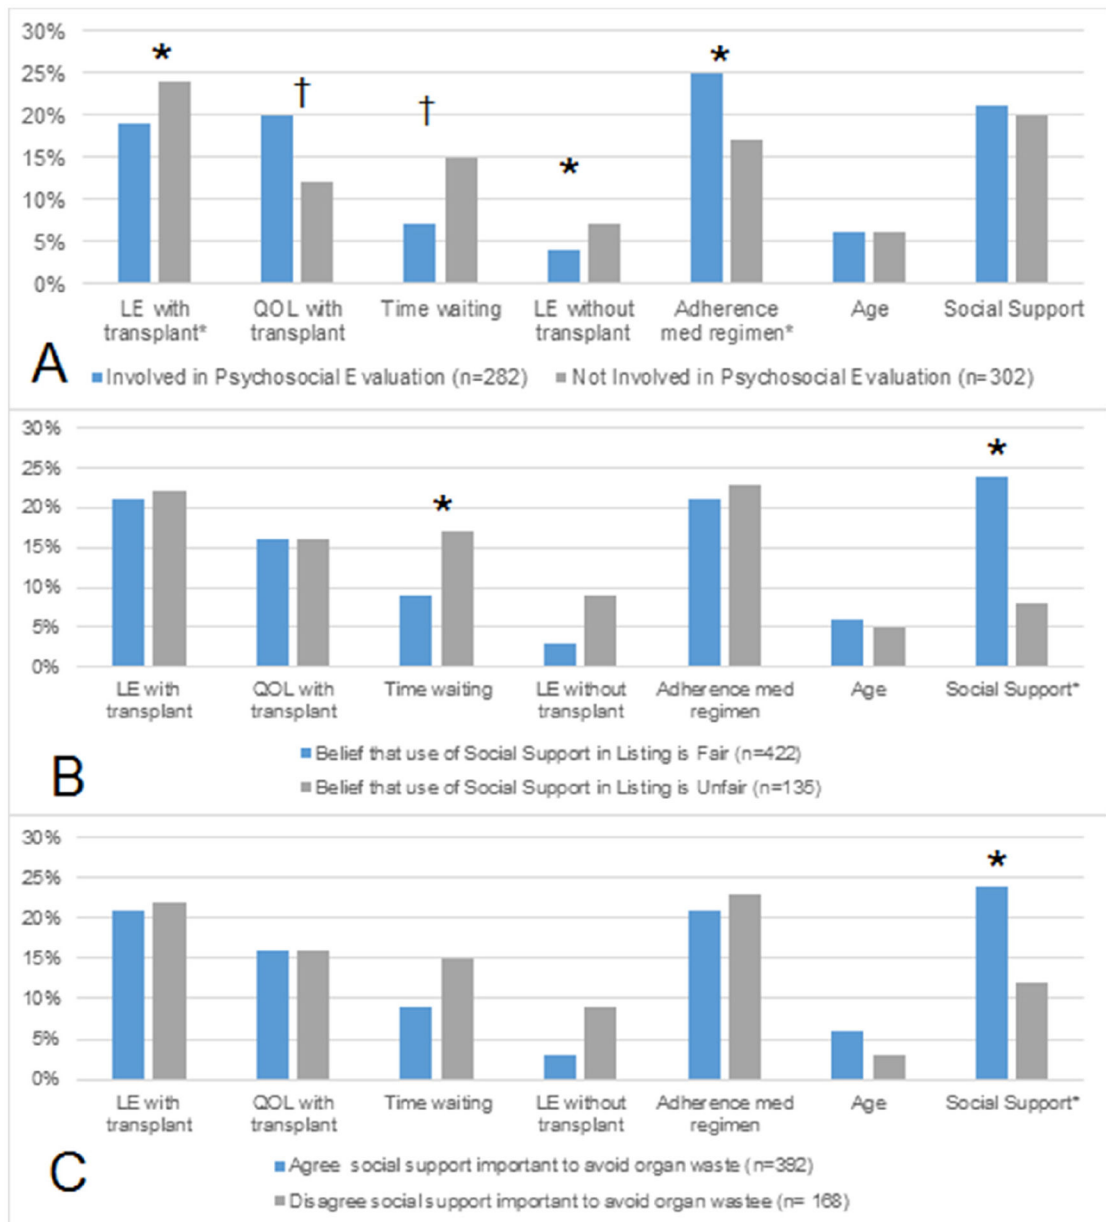 30%
25%
20%
15%
10%
5%
0%
*
†
†
*
*
LE with transplant*
QOL with transplant
Time waiting
LE without transplant
Adherence med regimen*
Age
Social Support
A
Involved in Psychosocial Evaluation (n=282)
Not Involved in Psychosocial Evaluation (n=302)
30%
25%
20%
15%
10%
5%
0%
*
*
LE with transplant
QOL with transplant
Time waiting
LE without transplant
Adherence med regimen
Age
Social Support*
Belief that use of Social Support in Listing is Fair (n=422)
B
Belief that use of Social Support in Listing is Unfair (n=135)
30%
25%
20%
15%
10%
5%
0%
*
LE with transplant
QOL with transplant
Time waiting
LE without transplant
Adherence med regimen
Age
Social Support*
C
Agree social support important to avoid organ waste (n=392)
Disagree social support important to avoid organ wastee (n= 168)